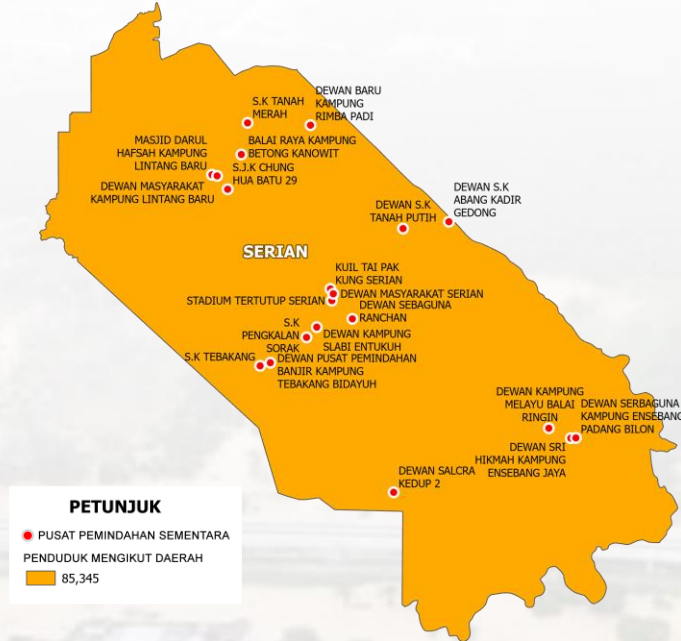 S.K TANAH
MERAH
DEWAN BARU
KAMPUNG
RIMBA PADI
MASJID DARUL
HAFSAH KAMPUNG
LINTANG BARU
BALAI RAYA KAMPUNG
BETONG KANOWIT
S.J.K CHUNG
HUA BATU 29
DEWAN MASYARAKAT
KAMPUNG LINTANG BARU
DEWAN S.K
TANAH PUTIH
DEWAN S.K
ABANG KADIR
GEDONG
SERIAN
KUIL TAI PAK
KUNG SERIAN
DEWAN MASYARAKAT SERIAN
STADIUM TERTUTUP SERIAN
DEWAN SEBAGUNA
RANCHAN
S.K
PENGKALAN
SORAK
DEWAN KAMPUNG
SLABI ENTUKUH
S.K TEBAKANG
DEWAN PUSAT PEMINDAHAN
BANJIR KAMPUNG
TEBAKANG BIDAYUH
DEWAN KAMPUNG
MELAYU BALAI
RINGIN
DEWAN SERBAGUNA
KAMPUNG ENSEBANG
PADANG BILON
DEWAN SRI
HIKMAH KAMPUNG
ENSEBANG JAYA
DEWAN SALCRA
KEDUP 2
PETUNJUK
PUSAT PEMINDAHAN SEMENTARA
PENDUDUK MENGIKUT DAERAH
85,345